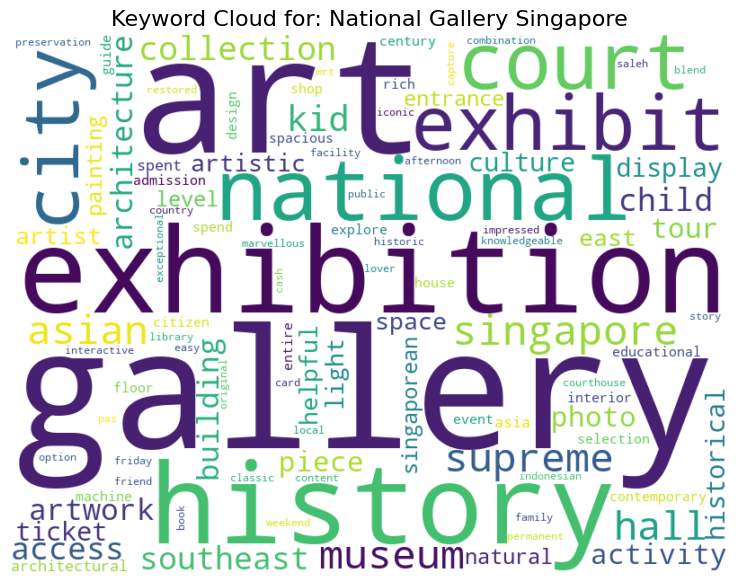 Keyword Cloud for: National Gallery Singapore
preservation
guide
collection
art
century
combination
court
saleh
blend
capture
mrt
restored
shop
rich
iconic
design
city
architecture
painting
kid
entrance
exhibit
spacious
facility
afternoon
spent
artistic
culture
display
admission
national
public
level
child
country
artist
spend
explore
impressed
east
tour
exceptional
marvellous
historic
knowledgeable
exhibition
lover
cash
house
story
asian
citizen
space
singapore
library
entire
interactive
easy
light
helpful
educational
gallery
building
original
floor
card
singaporean
courthouse
interior
pas
local
event
asia
photo
selection
historical
option
friday
piece
supreme
friend
classic
content
indonesian
machine
history
contemporary
artwork
book
weekend
family
hall
ticket
permanent
access
architectural
southeast
museum
natural
activity